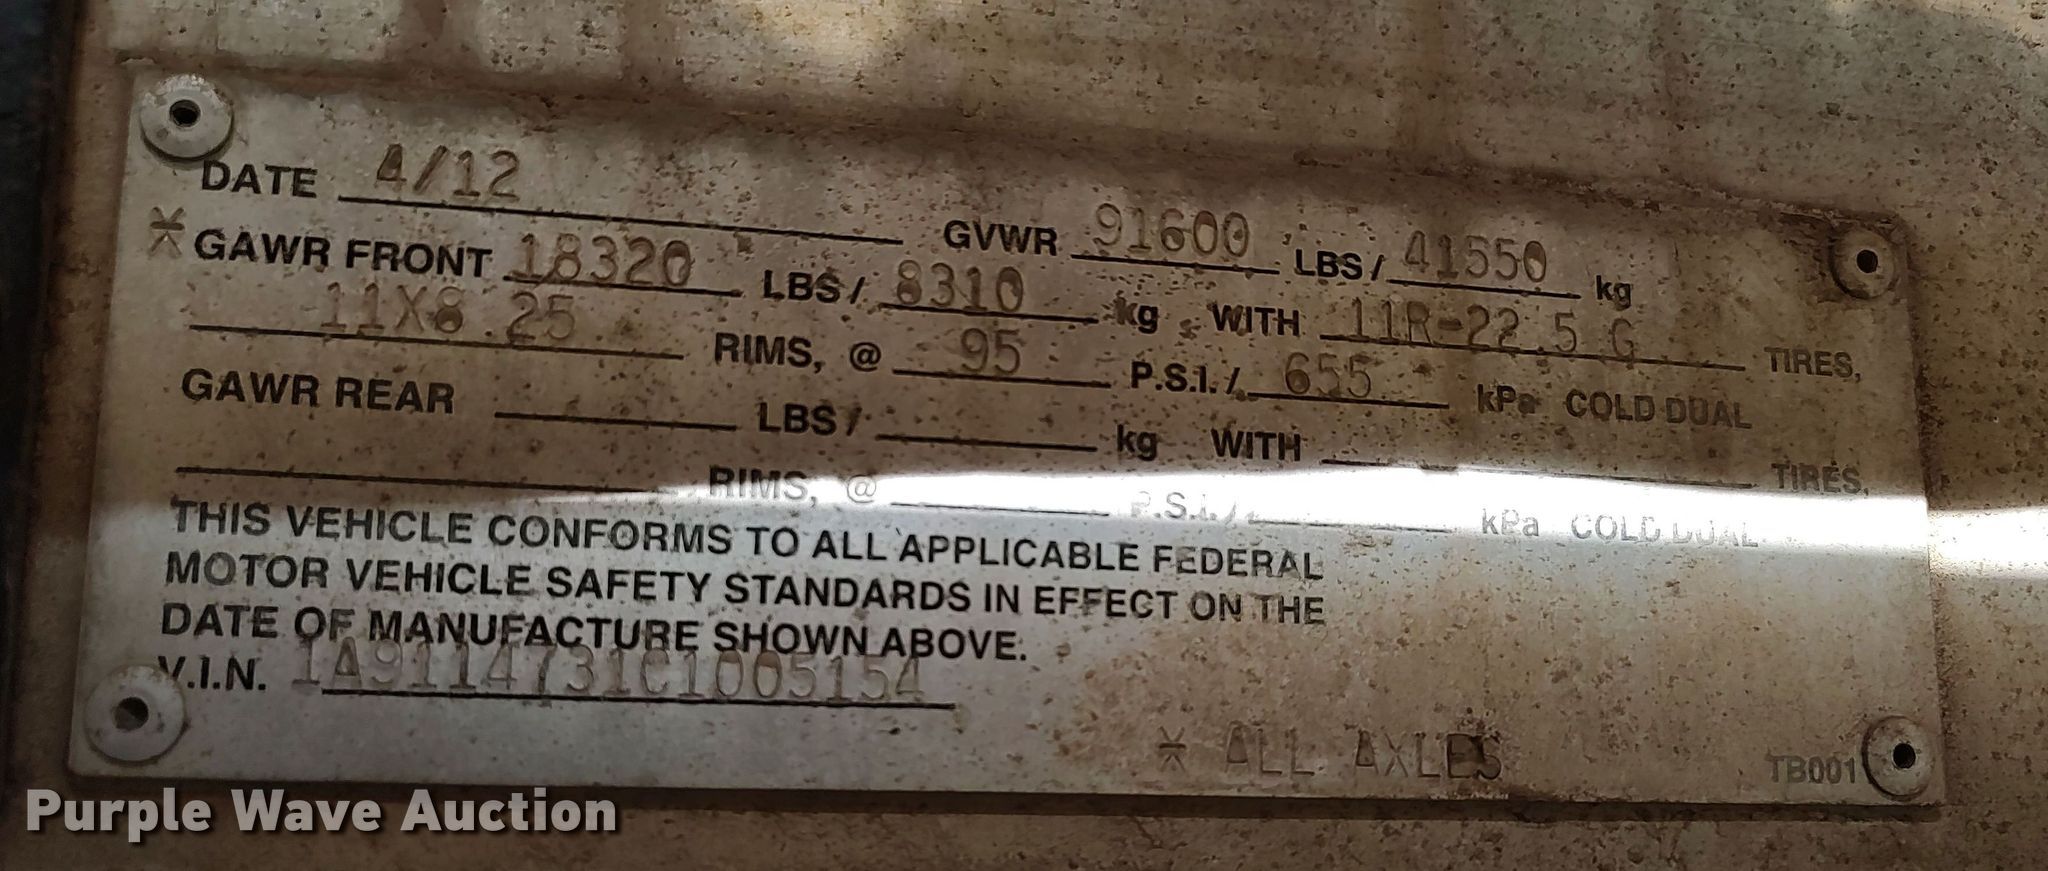 DATE 4/12 GVWR 91600 LBS/ 41550 kg
* GAWR FRONT 18320 LBS/ 8310 kg WITH 11R-22.5 G TIRES,
11X8.25 RIMS, @ 95 P.S.I./ 655 kPa COLD DUAL
GAWR REAR LBS/ kg WITH TIRES,
RIMS, @ P.S.I./ kPa COLD DUAL
THIS VEHICLE CONFORMS TO ALL APPLICABLE FEDERAL
MOTOR VEHICLE SAFETY STANDARDS IN EFFECT ON THE
DATE OF MANUFACTURE SHOWN ABOVE.
V.I.N. 1A9114731C1005154
* ALL AXLES
TB001
Purple Wave Auction